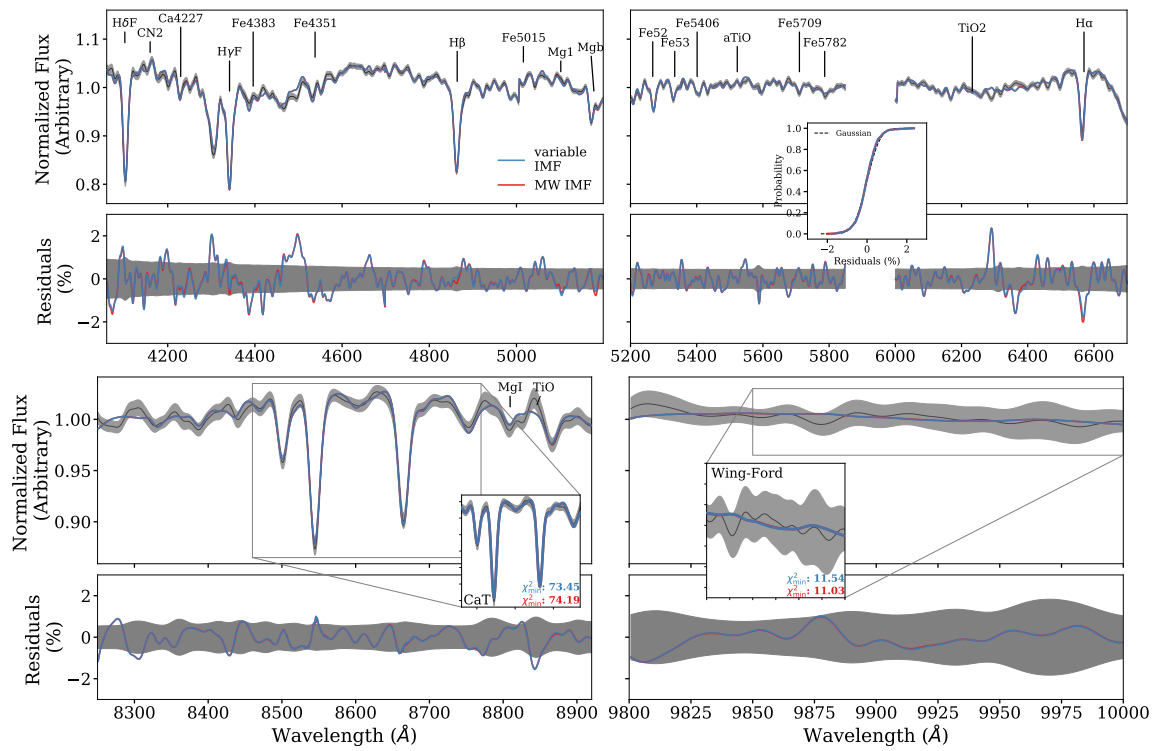 HδF
CN2
Ca4227
HγF
Fe4383
Fe4351
Hβ
Fe5015
Mg1
Mgb
Normalized Flux
(Arbitrary)
1.1
1.0
0.9
0.8
variable
IMF
MW IMF
Fe52
Fe53
Fe5406
aTiO
Fe5709
Fe5782
TiO2
Hα
1.0
0.8
0.6
0.4
0.2
0.0
Probability
Gaussian
−2 0 2
Residuals (%)
Residuals
(%)
2
0
−2
4200 4400 4600 4800 5000
5200 5400 5600 5800 6000 6200 6400 6600
Normalized Flux
(Arbitrary)
1.00
0.95
0.90
MgI
TiO
CaT
χ²min: 73.45
χ²min: 74.19
Wing-Ford
χ²min: 11.54
χ²min: 11.03
Residuals
(%)
2
0
−2
8300 8400 8500 8600 8700 8800 8900
Wavelength (Å)
9800 9825 9850 9875 9900 9925 9950 9975 10000
Wavelength (Å)